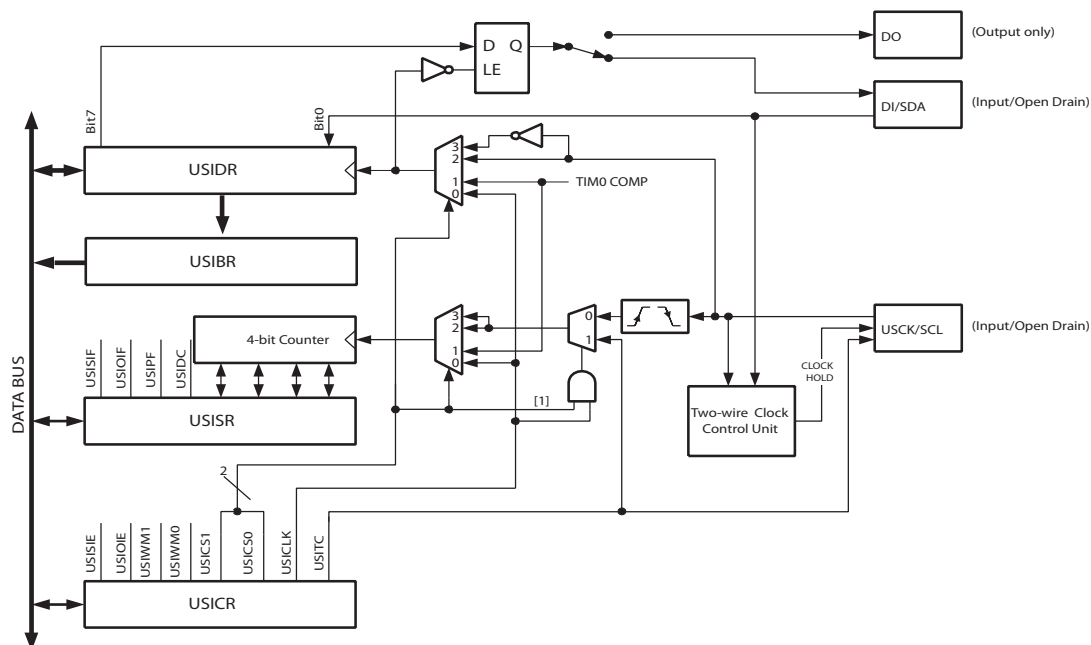 D Q
LE
DO
(Output only)
DI/SDA
(Input/Open Drain)
Bit7
Bit0
3
2
1
0
TIM0 COMP
USIDR
USIBR
DATA BUS
4-bit Counter
USISIF
USIOIF
USIPF
USIDC
USISR
3
2
1
0
0
1
[1]
USCK/SCL
(Input/Open Drain)
CLOCK
HOLD
Two-wire Clock
Control Unit
2
USISIE
USIOIE
USIWM1
USIWM0
USICS1
USICS0
USICLK
USITC
USICR